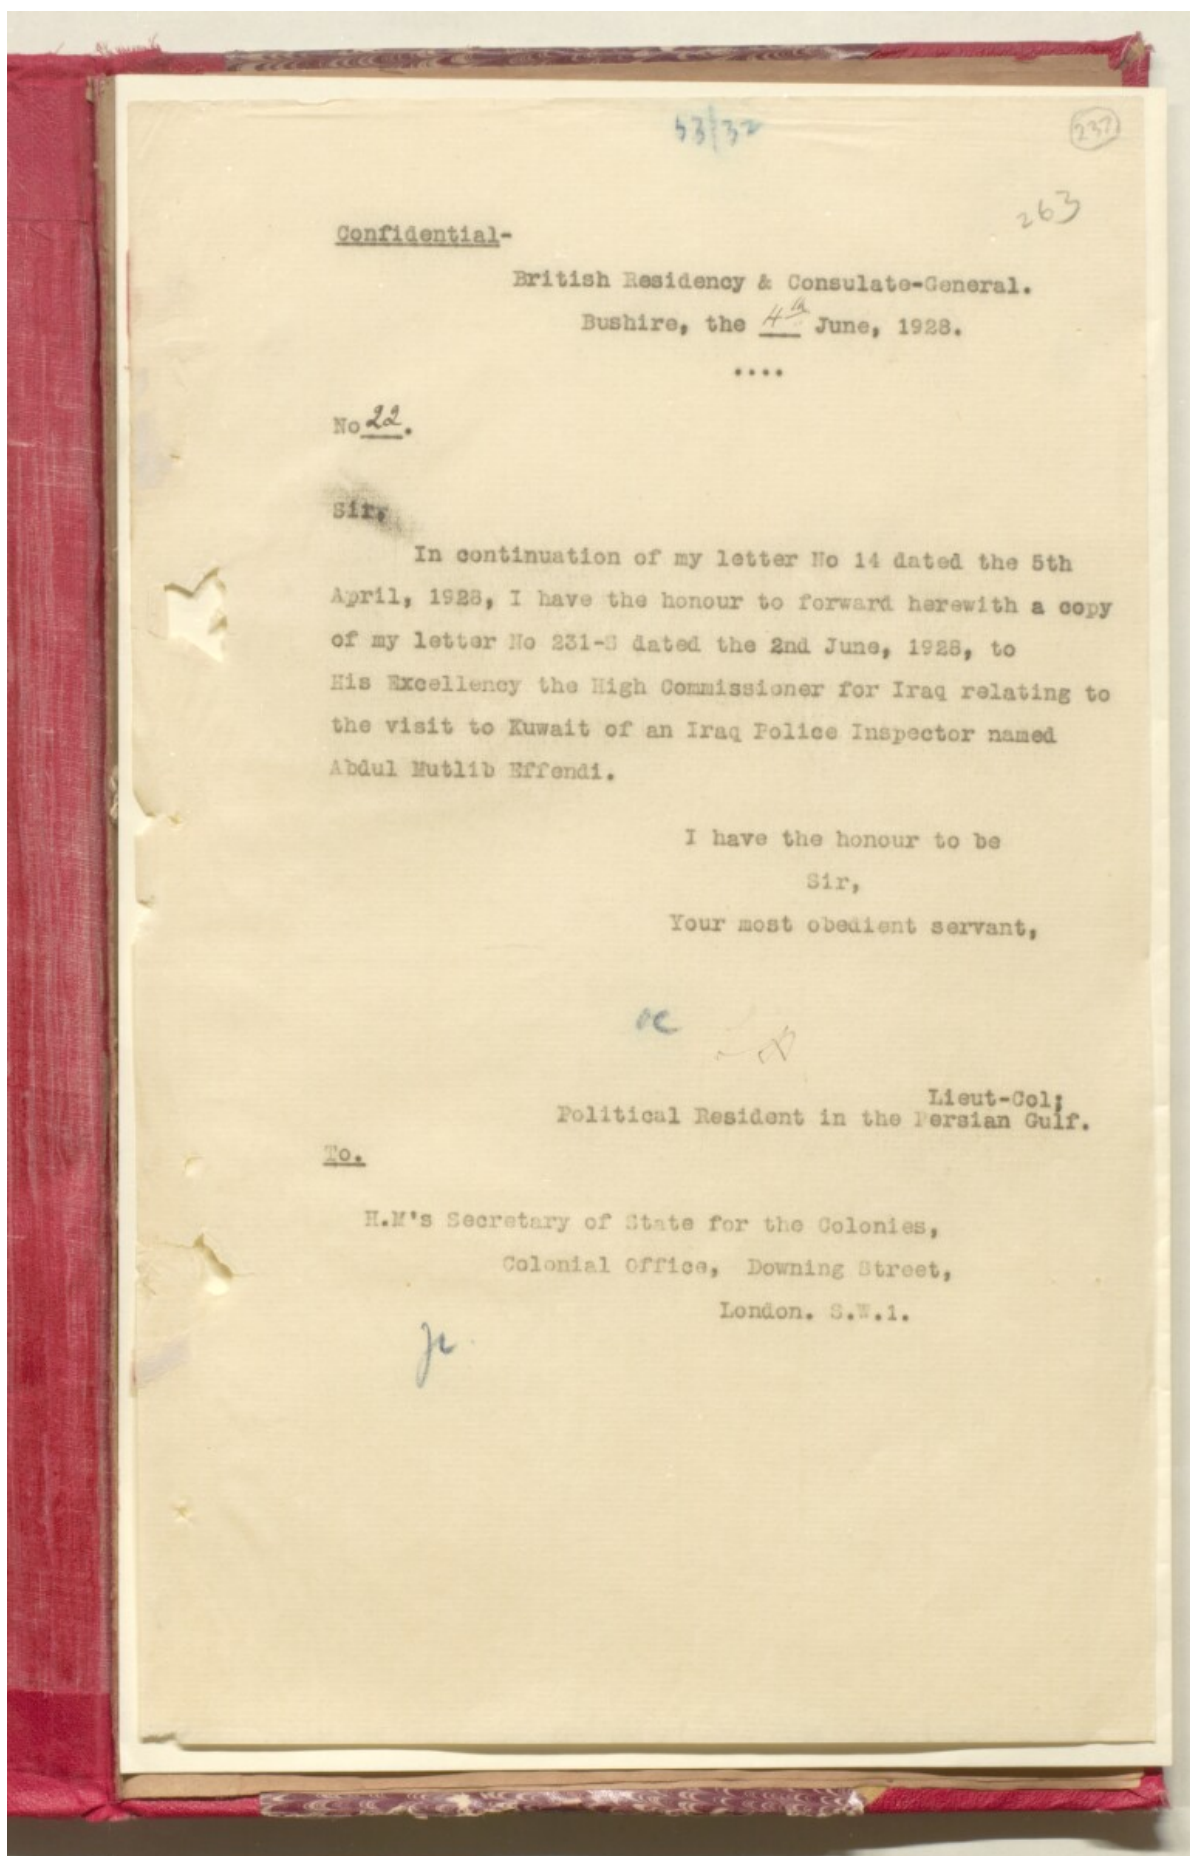 53/32
237
263
Confidential-
British Residency & Consulate-General.
Bushire, the 4th June, 1928.
....
No 22.
Sir,
In continuation of my letter No 14 dated the 5th
April, 1928, I have the honour to forward herewith a copy
of my letter No 231-S dated the 2nd June, 1928, to
His Excellency the High Commissioner for Iraq relating to
the visit to Kuwait of an Iraq Police Inspector named
Abdul Mutlib Effendi.
I have the honour to be
Sir,
Your most obedient servant,
Lieut-Col;
Political Resident in the Persian Gulf.
To.
H.M's Secretary of State for the Colonies,
Colonial Office, Downing Street,
London. S.W.1.